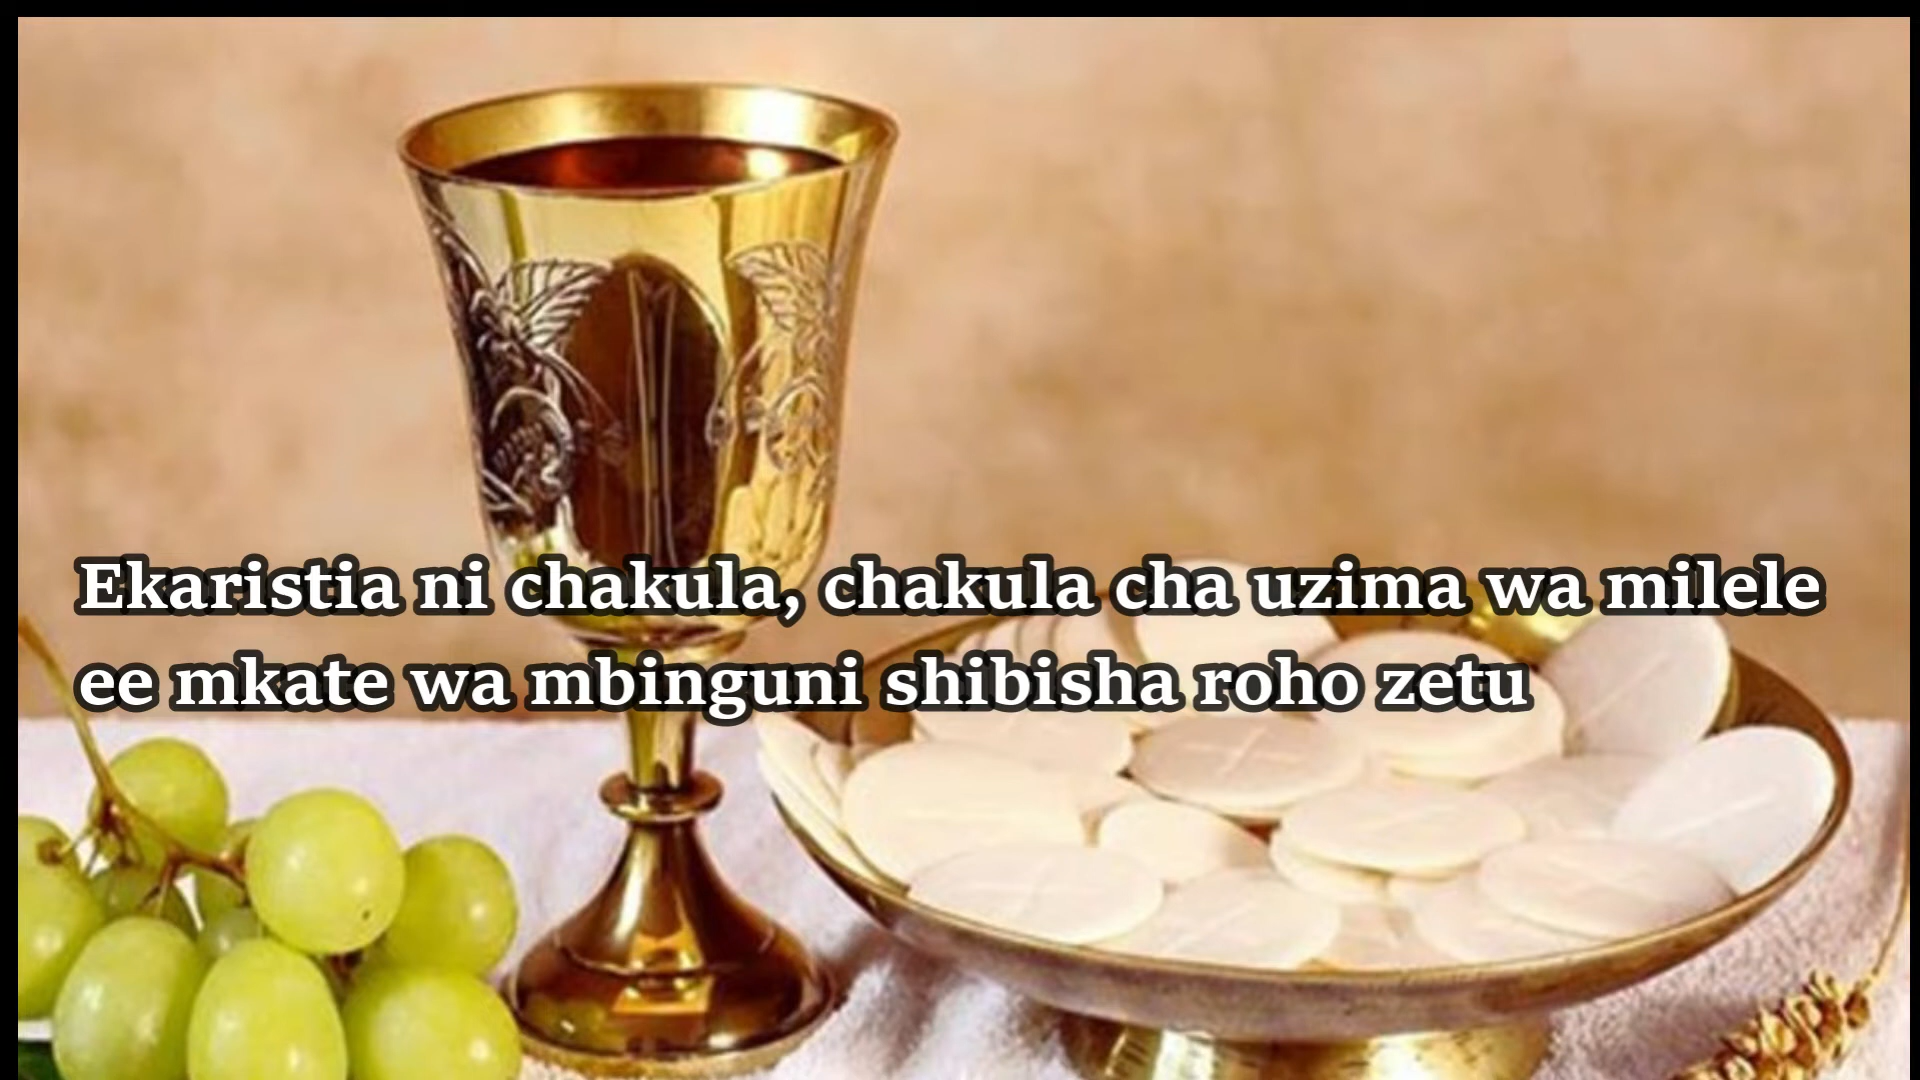 Ekaristia ni chakula, chakula cha uzima wa milele
ee mkate wa mbinguni shibisha roho zetu